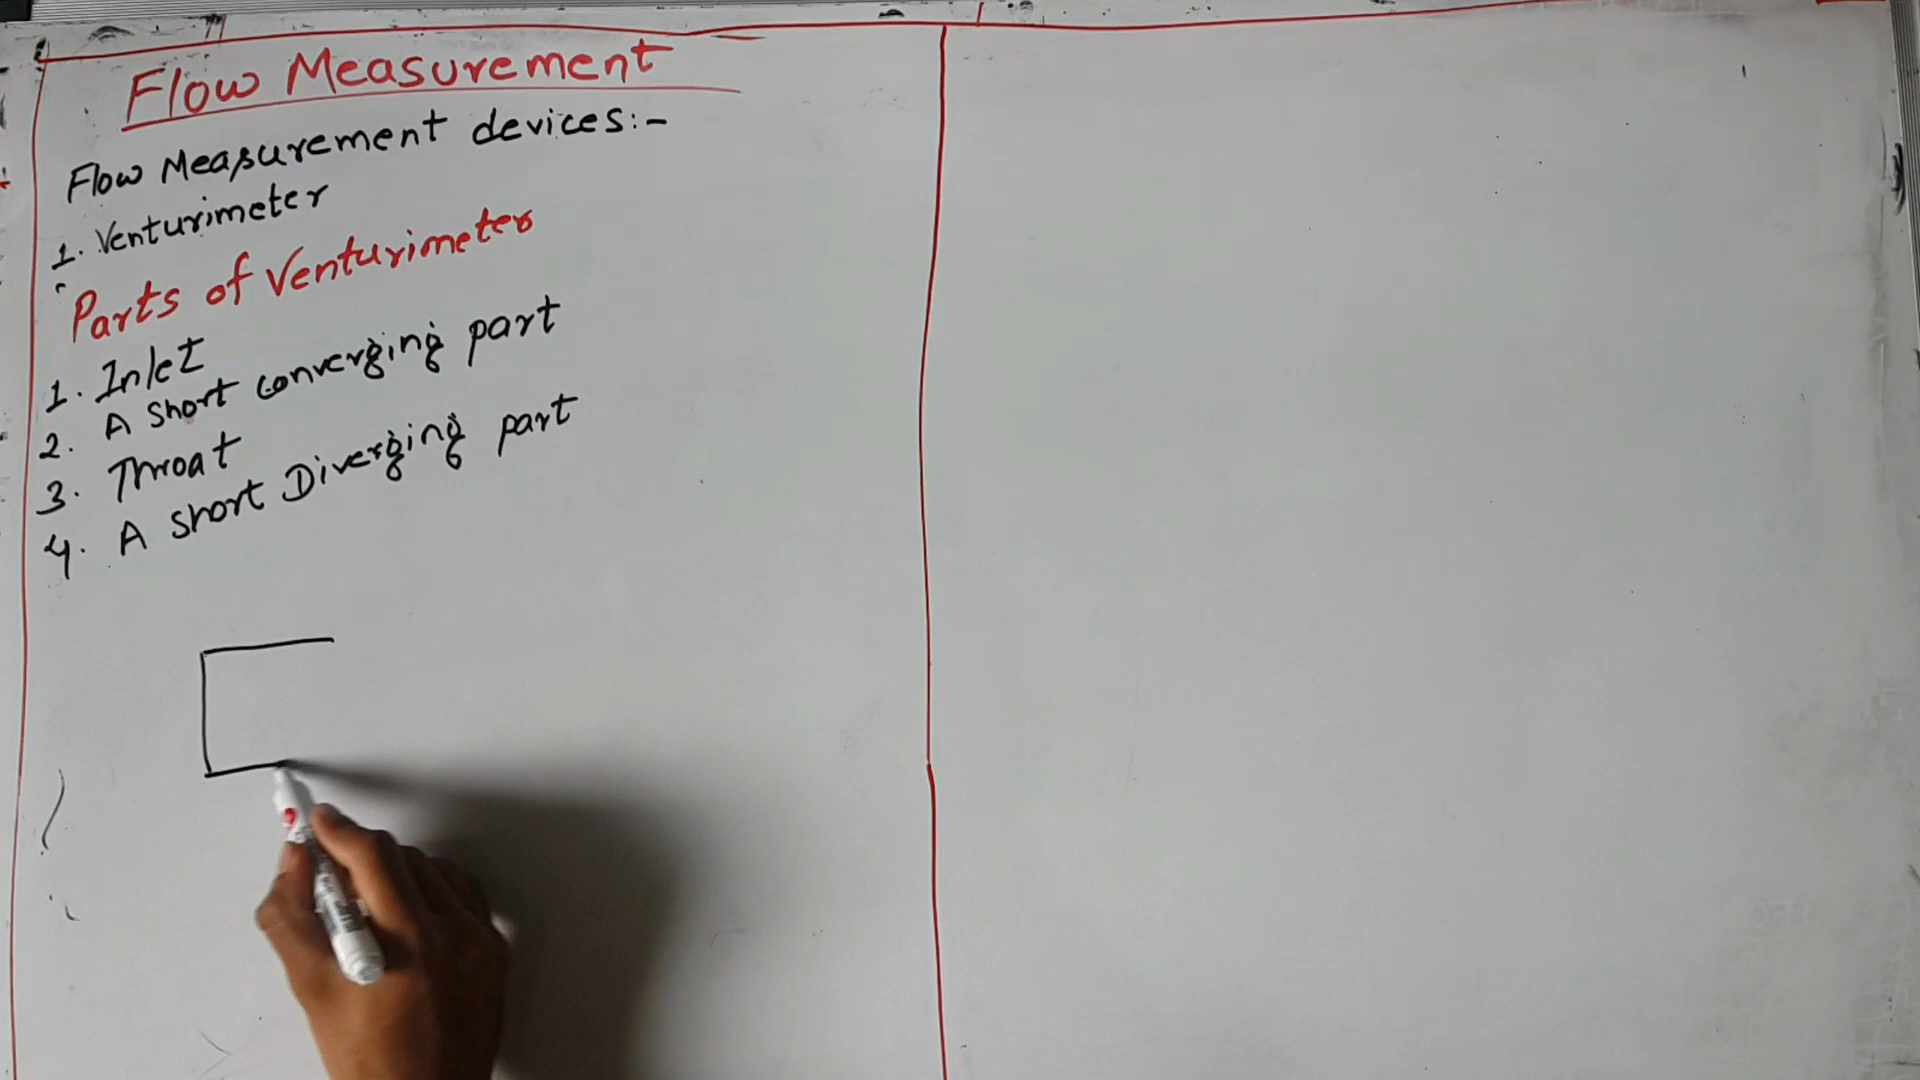 Flow Measurement
Flow Measurement devices:-
1. Venturimeter
Parts of Venturimeter
1. Inlet
2. A short converging part
3. Throat
4. A short Diverging part